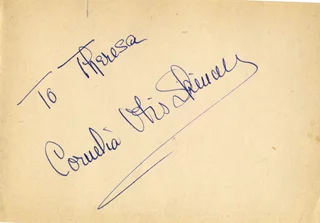 To Theresa
Cornelia Otis Skinner